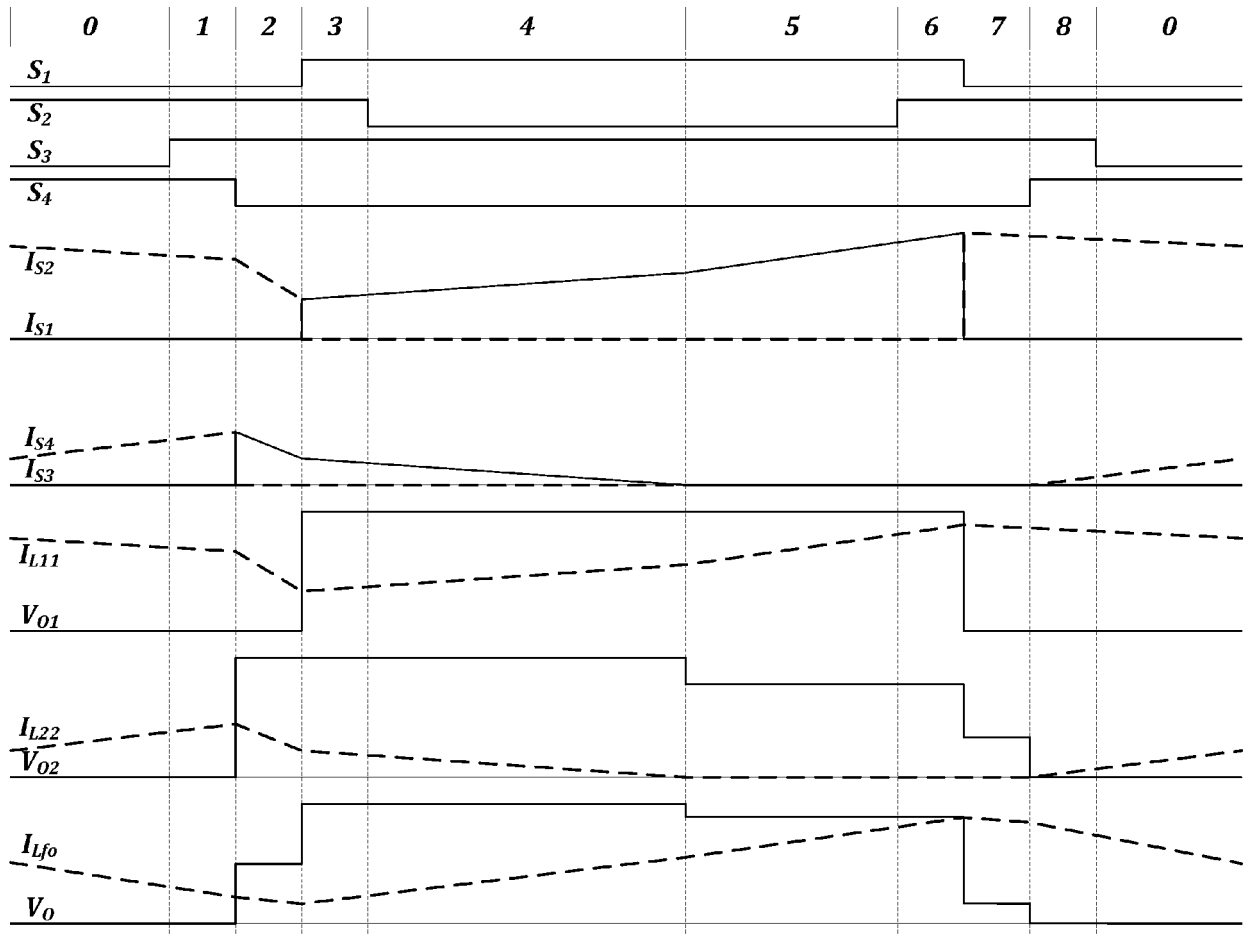 0 1 2 3 4 5 6 7 8 0
S1
S2
S3
S4
IS2
IS1
IS4
IS3
IL11
VO1
IL22
VO2
ILfo
VO